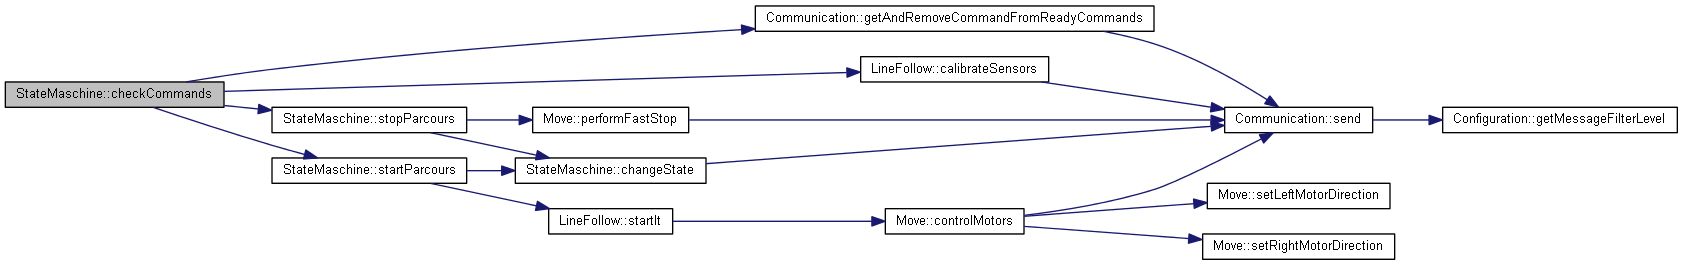 StateMaschine::checkCommands
Communication::getAndRemoveCommandFromReadyCommands
LineFollow::calibrateSensors
StateMaschine::stopParcours
Move::performFastStop
Communication::send
Configuration::getMessageFilterLevel
StateMaschine::startParcours
StateMaschine::changeState
Move::setLeftMotorDirection
LineFollow::startIt
Move::controlMotors
Move::setRightMotorDirection